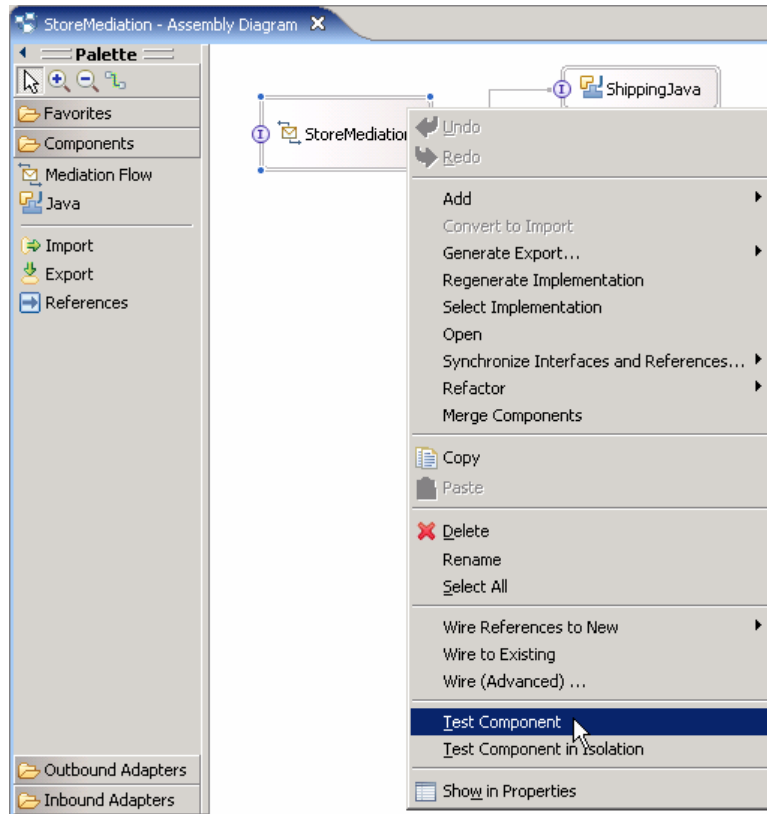 StoreMediation - Assembly Diagram
Palette
Favorites
Components
Mediation Flow
Java
Import
Export
References
Outbound Adapters
Inbound Adapters
I
StoreMediation
I
ShippingJava
Undo
Redo
Add
Convert to Import
Generate Export...
Regenerate Implementation
Select Implementation
Open
Synchronize Interfaces and References...
Refactor
Merge Components
Copy
Paste
Delete
Rename
Select All
Wire References to New
Wire to Existing
Wire (Advanced) ...
Test Component
Test Component in Isolation
Show in Properties